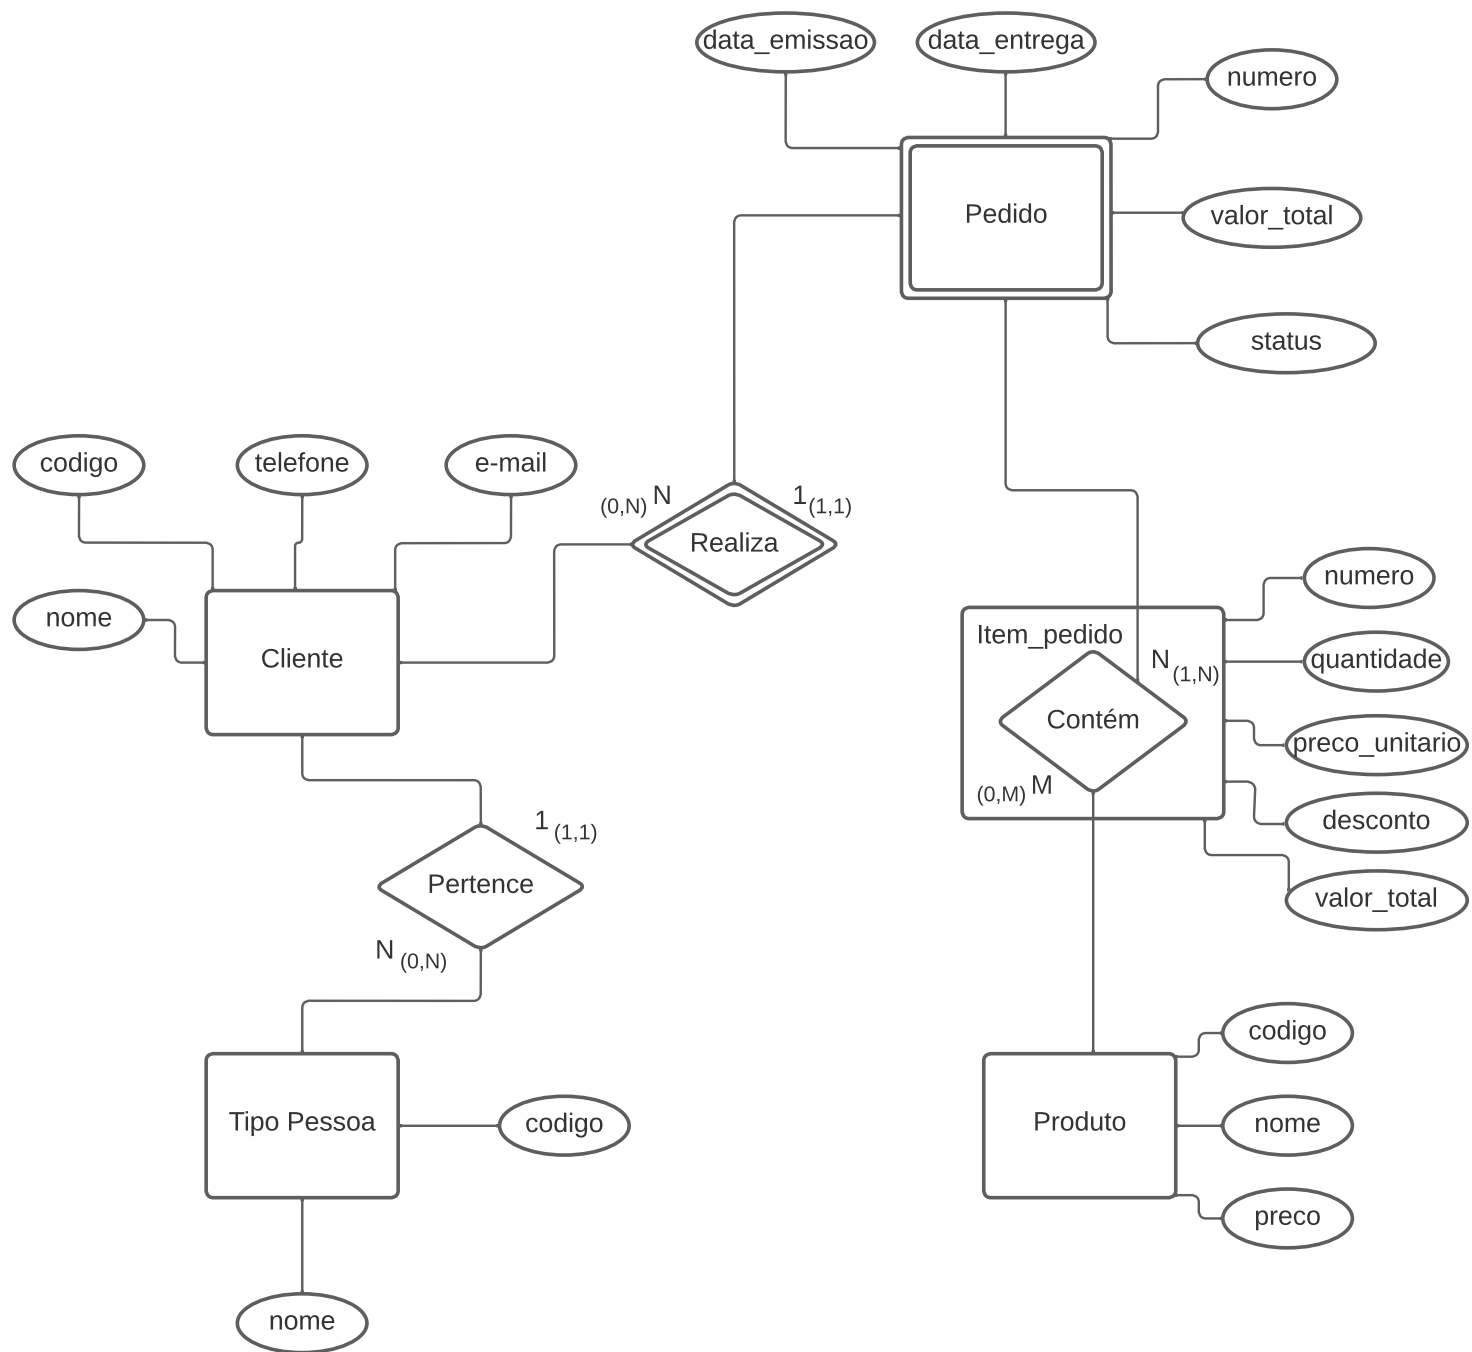 data_emissao
data_entrega
numero
Pedido
valor_total
status
codigo
telefone
e-mail
(0,N) N
1 (1,1)
Realiza
nome
Cliente
numero
Item_pedido
N (1,N)
quantidade
Contém
preco_unitario
(0,M) M
desconto
1 (1,1)
valor_total
Pertence
N (0,N)
codigo
Tipo Pessoa
codigo
Produto
nome
preco
nome